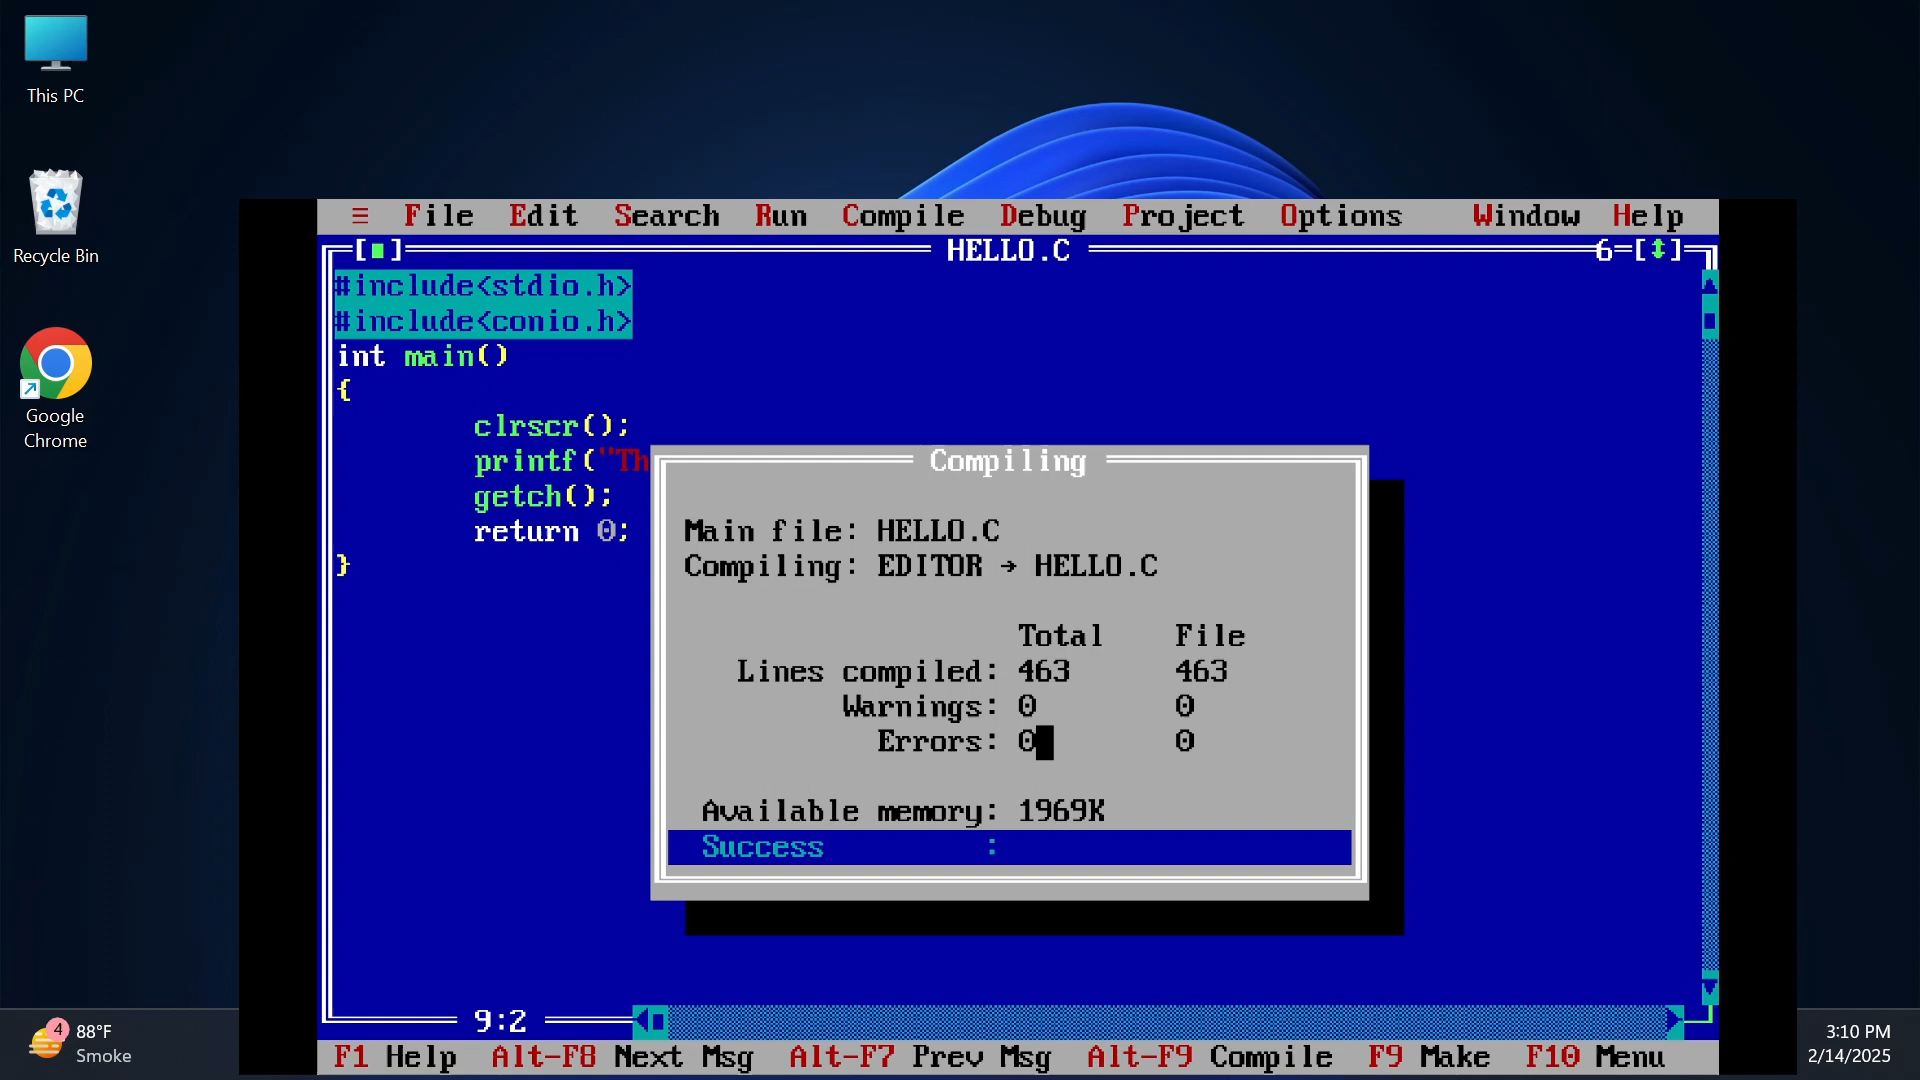 This PC
Recycle Bin
Google
Chrome
≡ File Edit Search Run Compile Debug Project Options Window Help
[■] HELLO.C 6=[↕]
#include<stdio.h>
#include<conio.h>
int main()
{
clrscr();
printf("Th
getch();
return 0;
}
Compiling
Main file: HELLO.C
Compiling: EDITOR → HELLO.C
Total File
Lines compiled: 463 463
Warnings: 0 0
Errors: 0 0
Available memory: 1969K
Success :
9:2
F1 Help Alt-F8 Next Msg Alt-F7 Prev Msg Alt-F9 Compile F9 Make F10 Menu
4
88°F
Smoke
3:10 PM
2/14/2025